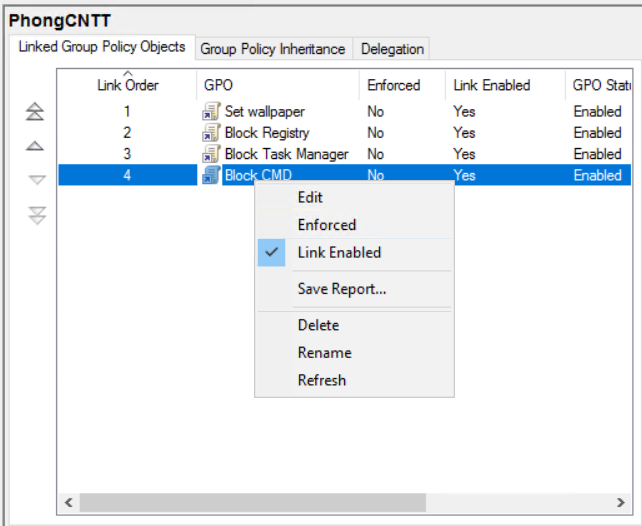 PhongCNTT
Linked Group Policy Objects Group Policy Inheritance Delegation
Link Order GPO Enforced Link Enabled GPO Stat
1 Set wallpaper No Yes Enabled
2 Block Registry No Yes Enabled
3 Block Task Manager No Yes Enabled
4 Block CMD No Yes Enabled
Edit
Enforced
Link Enabled
Save Report...
Delete
Rename
Refresh